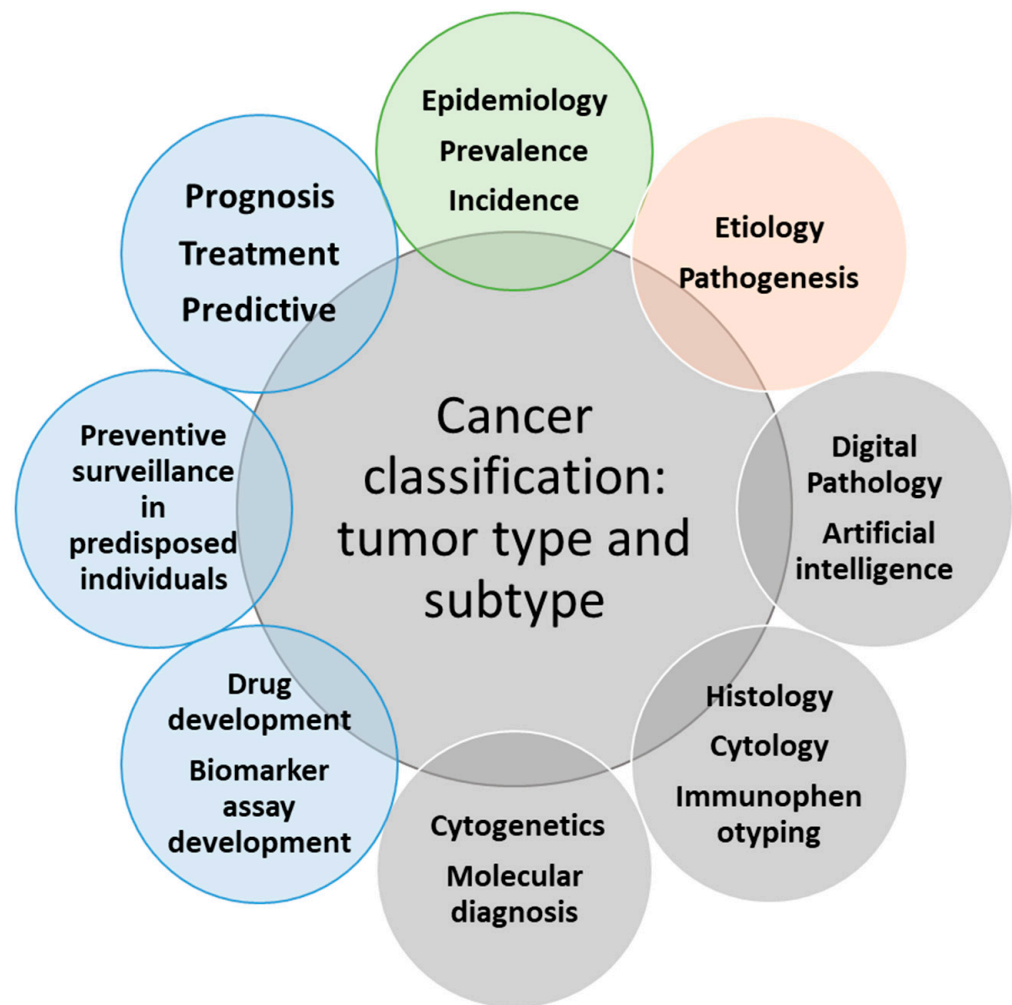 Epidemiology
Prevalence
Incidence
Etiology
Pathogenesis
Digital
Pathology
Artificial
intelligence
Histology
Cytology
Immunophen
otyping
Cytogenetics
Molecular
diagnosis
Drug
development
Biomarker
assay
development
Preventive
surveillance
in
predisposed
individuals
Prognosis
Treatment
Predictive
Cancer
classification:
tumor type and
subtype